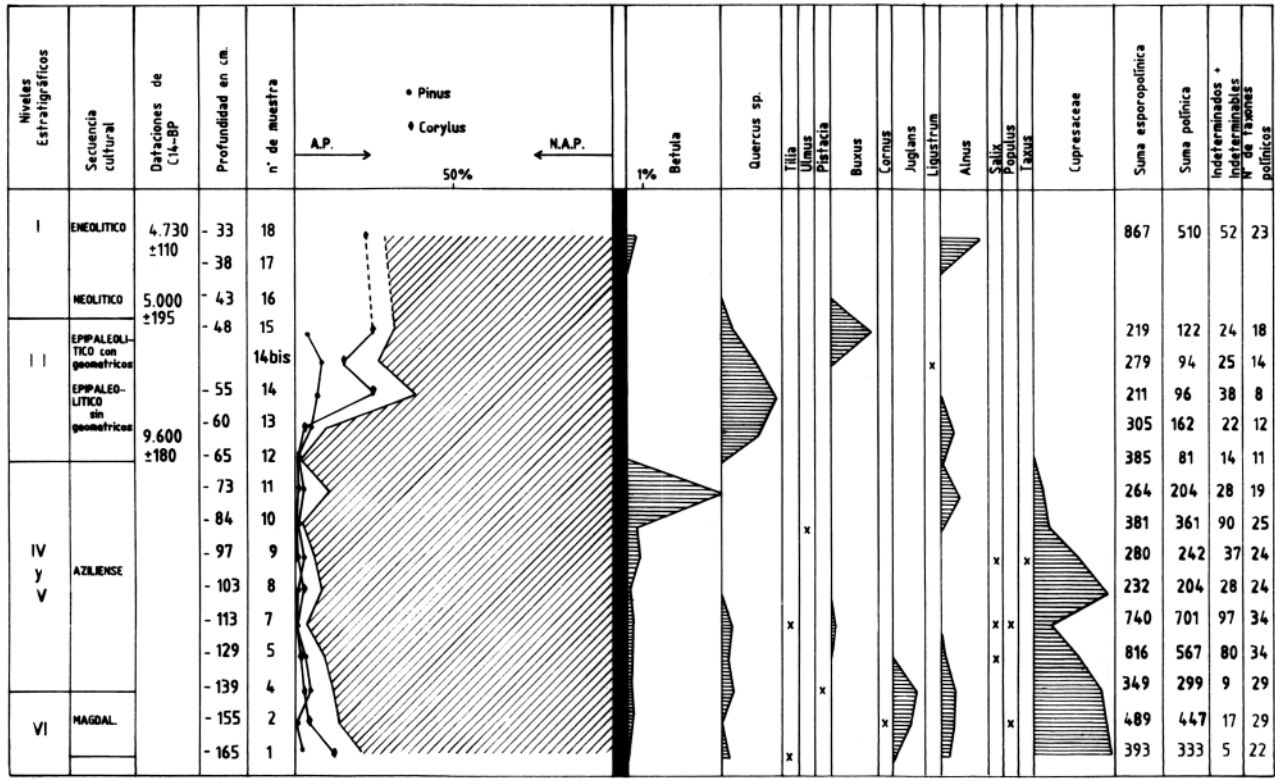 Niveles Estratigráficos
Secuencia cultural
Dataciones de C14-BP
Profundidad en cm.
nº de muestra
• Pinus
Corylus
A.P.
N.A.P.
50%
1%
Betula
Quercus sp.
Tilia
Ulmus
Pistacia
Buxus
Cornus
Juglans
Ligustrum
Alnus
Salix
Populus
Taxus
Cupresaceae
Suma esporopolínica
Suma polínica
Indeterminados + Indeterminables
Nº de taxones polínicos
I ENEOLITICO 4.730 ±110 - 33 18 867 510 52 23
- 38 17
NEOLITICO 5.000 ±195 - 43 16
- 48 15 219 122 24 18
II EPIPALEOLI-
TICO con
geometricos
14bis x 279 94 25 14
EPIPALEO-
LITICO
sin
geometricos
- 55 14 211 96 38 8
- 60 13 305 162 22 12
9.600 ±180 - 65 12 385 81 14 11
- 73 11 264 204 28 19
- 84 10 x 381 361 90 25
IV y V AZILIENSE
- 97 9 x x 280 242 37 24
- 103 8 232 204 28 24
- 113 7 x x x 740 701 97 34
- 129 5 x 816 567 80 34
- 139 4 x 349 299 9 29
VI MAGDAL.
- 155 2 x x 489 447 17 29
- 165 1 x 393 333 5 22